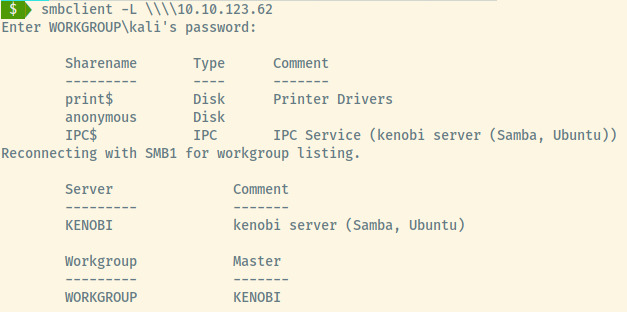 $ smbclient -L \\\\10.10.123.62
Enter WORKGROUP\kali's password:
Sharename Type Comment
--------- ---- -------
print$ Disk Printer Drivers
anonymous Disk
IPC$ IPC IPC Service (kenobi server (Samba, Ubuntu))
Reconnecting with SMB1 for workgroup listing.
Server Comment
--------- -------
KENOBI kenobi server (Samba, Ubuntu)
Workgroup Master
--------- -------
WORKGROUP KENOBI